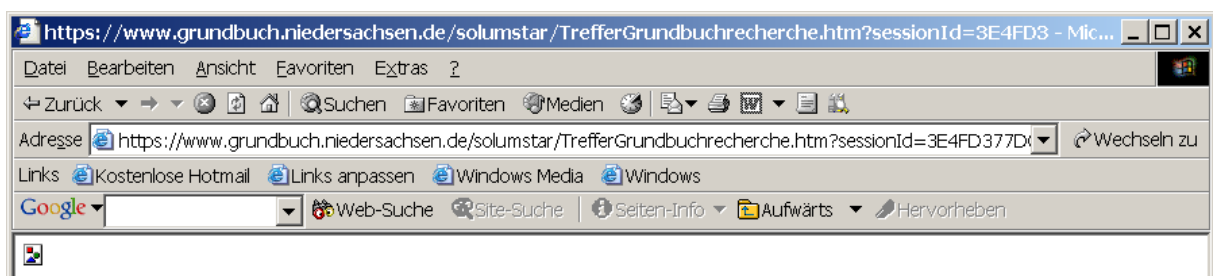 https://www.grundbuch.niedersachsen.de/solumstar/TrefferGrundbuchrecherche.htm?sessionId=3E4FD3 - Mic...
Datei Bearbeiten Ansicht Favoriten Extras ?
Zurück Suchen Favoriten Medien
Adresse https://www.grundbuch.niedersachsen.de/solumstar/TrefferGrundbuchrecherche.htm?sessionId=3E4FD377D Wechseln zu
Links Kostenlose Hotmail Links anpassen Windows Media Windows
Google Web-Suche Site-Suche Seiten-Info Aufwärts Hervorheben